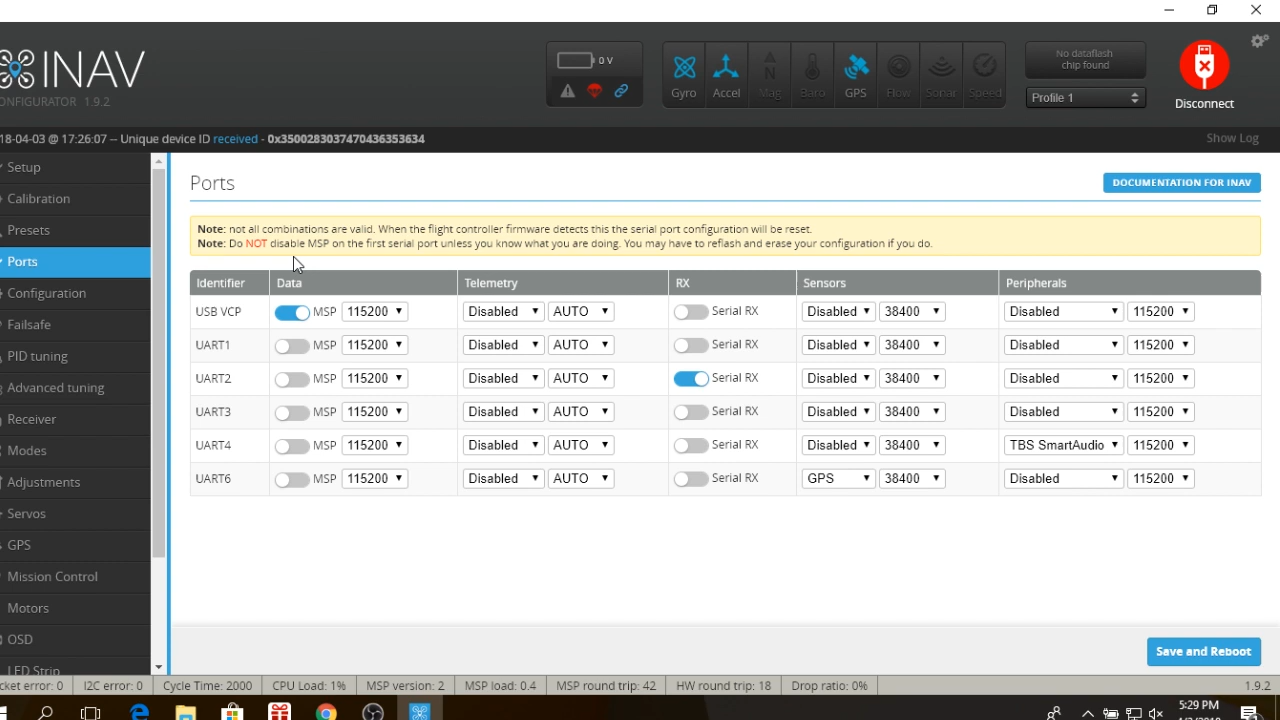 INAV
ONFIGURATOR 1.9.2
0 V
Gyro Accel Mag Baro GPS Flow Sonar Speed
No dataflash
chip found
Profile 1
Disconnect
18-04-03 @ 17:26:07 -- Unique device ID received - 0x3500283037470436353634
Show Log
Setup
Calibration
Presets
Ports
Configuration
Failsafe
PID tuning
Advanced tuning
Receiver
Modes
Adjustments
Servos
GPS
Mission Control
Motors
OSD
LED Strip
Ports
DOCUMENTATION FOR INAV
Note: not all combinations are valid. When the flight controller firmware detects this the serial port configuration will be reset.
Note: Do NOT disable MSP on the first serial port unless you know what you are doing. You may have to reflash and erase your configuration if you do.
Identifier Data Telemetry RX Sensors Peripherals
USB VCP MSP 115200 Disabled AUTO Serial RX Disabled 38400 Disabled 115200
UART1 MSP 115200 Disabled AUTO Serial RX Disabled 38400 Disabled 115200
UART2 MSP 115200 Disabled AUTO Serial RX Disabled 38400 Disabled 115200
UART3 MSP 115200 Disabled AUTO Serial RX Disabled 38400 Disabled 115200
UART4 MSP 115200 Disabled AUTO Serial RX Disabled 38400 TBS SmartAudio 115200
UART6 MSP 115200 Disabled AUTO Serial RX GPS 38400 Disabled 115200
Save and Reboot
cket error: 0 I2C error: 0 Cycle Time: 2000 CPU Load: 1% MSP version: 2 MSP load: 0.4 MSP round trip: 42 HW round trip: 18 Drop ratio: 0% 1.9.2
5:29 PM